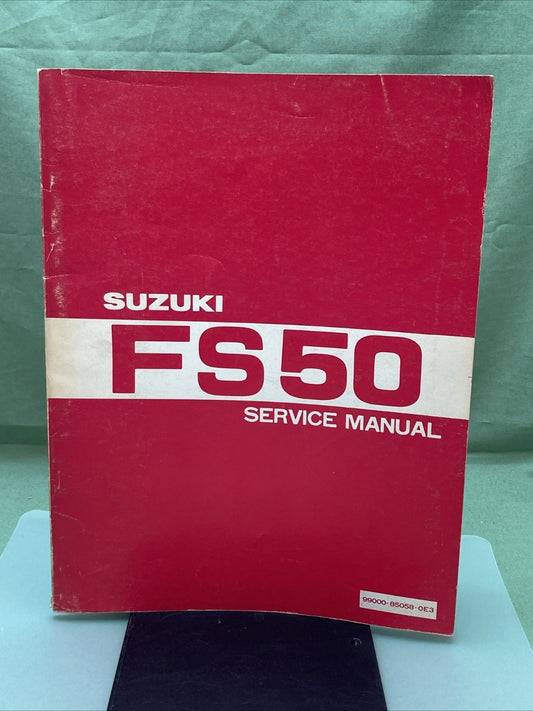 SUZUKI
FS50
SERVICE MANUAL
99000-85058-0E3